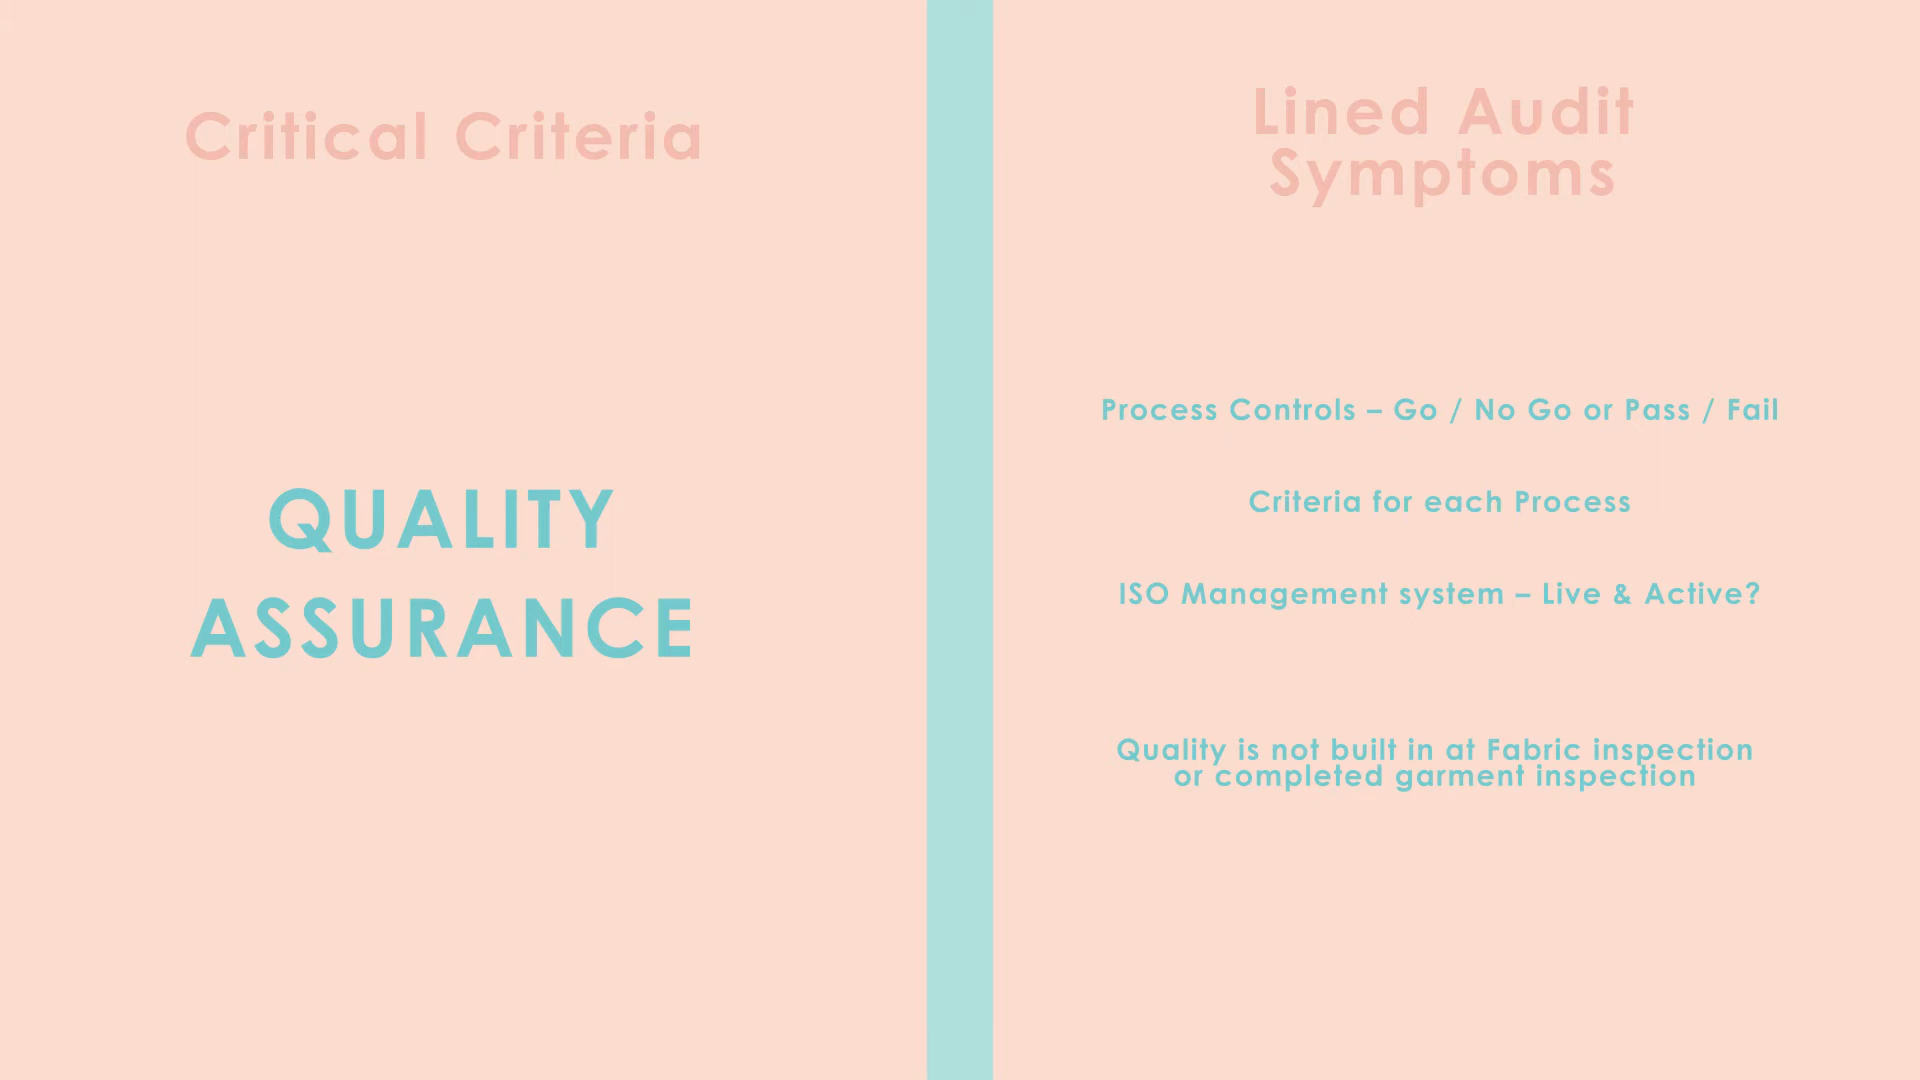 Critical Criteria
QUALITY
ASSURANCE
Lined Audit
Symptoms
Process Controls – Go / No Go or Pass / Fail
Criteria for each Process
ISO Management system – Live & Active?
Quality is not built in at Fabric inspection
or completed garment inspection